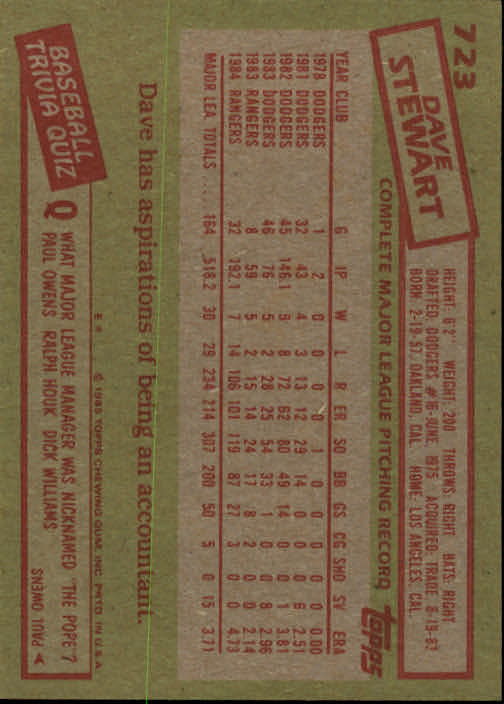 723
DAVE
STEWART
HEIGHT: 6'2" WEIGHT: 200 THROWS: RIGHT BATS: RIGHT
DRAFTED: DODGERS #16-JUNE, 1975 ACQUIRED: TRADE 8-19-83
BORN: 2-19-57, OAKLAND, CAL. HOME: LOS ANGELES, CAL.
COMPLETE MAJOR LEAGUE PITCHING RECORD
topps
YEAR CLUB G IP W L R ER SO BB GS CG SHO SV ERA
1978 DODGERS 1 2 0 0 0 0 1 0 0 0 0 0 0.00
1981 DODGERS 32 43 4 3 13 12 29 14 0 0 0 6 2.51
1982 DODGERS 45 146.1 9 8 72 62 80 49 14 0 0 1 3.81
1983 DODGERS 46 76 5 2 28 25 54 33 1 0 0 8 2.96
1983 RANGERS 8 59 5 2 15 14 24 17 8 2 0 0 2.14
1984 RANGERS 32 192.1 7 14 106 101 119 87 27 3 0 0 4.73
MAJOR LEA. TOTALS .... 164 518.2 30 29 234 214 307 200 50 5 0 15 3.71
Dave has aspirations of being an accountant.
E * © 1985 TOPPS CHEWING GUM, INC. PRTD. IN U.S.A.
BASEBALL
TRIVIA QUIZ
Q WHAT MAJOR LEAGUE MANAGER WAS NICKNAMED "THE POPE"?
PAUL OWENS RALPH HOUK DICK WILLIAMS
PAUL OWENS A